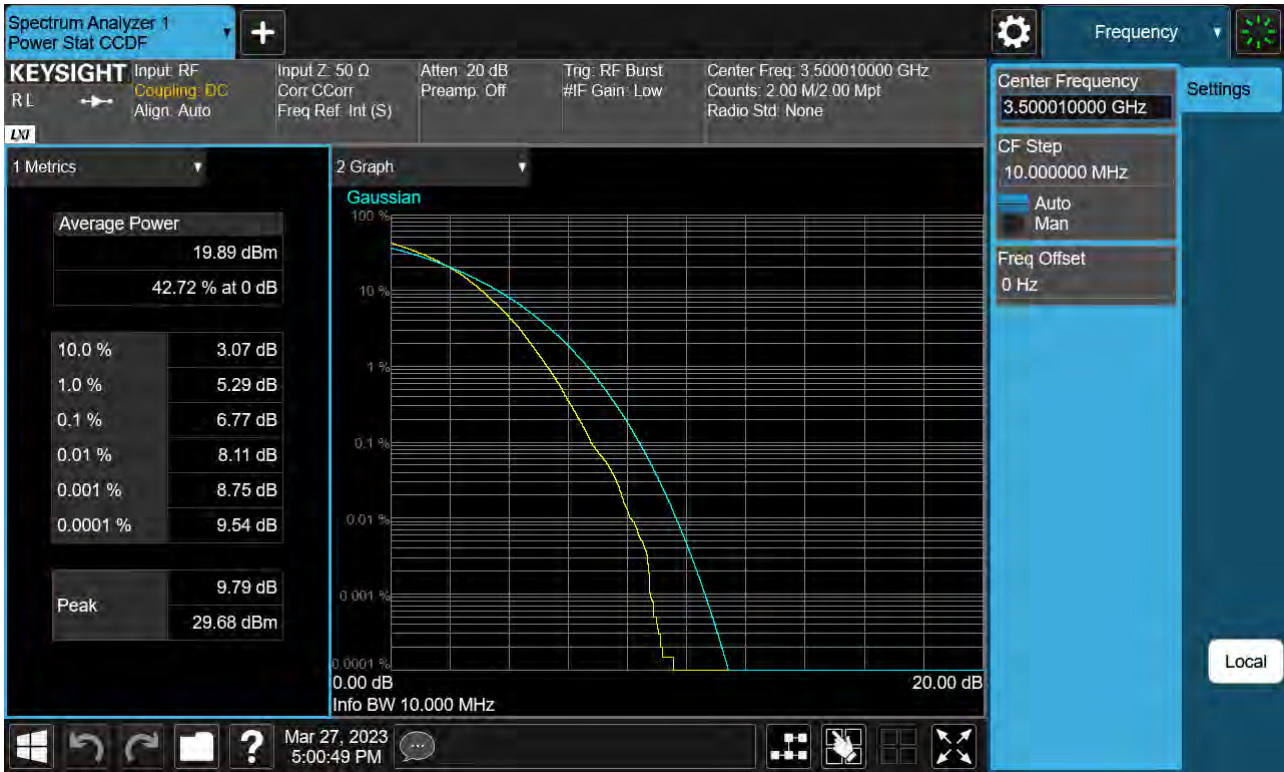 Spectrum Analyzer 1
Power Stat CCDF
+
Frequency
KEYSIGHT
RL
LXI
Input: RF
Coupling: DC
Align: Auto
Input Z: 50 Ω
Corr CCorr
Freq Ref: Int (S)
Atten: 20 dB
Preamp: Off
Trig: RF Burst
#IF Gain: Low
Center Freq: 3.500010000 GHz
Counts: 2.00 M/2.00 Mpt
Radio Std: None
Center Frequency
3.500010000 GHz
Settings
CF Step
10.000000 MHz
Auto
Man
Freq Offset
0 Hz
Local
1 Metrics
Average Power
19.89 dBm
42.72 % at 0 dB
10.0 % 3.07 dB
1.0 % 5.29 dB
0.1 % 6.77 dB
0.01 % 8.11 dB
0.001 % 8.75 dB
0.0001 % 9.54 dB
Peak
9.79 dB
29.68 dBm
2 Graph
Gaussian
100 %
10 %
1 %
0.1 %
0.01 %
0.001 %
0.0001 %
0.00 dB 20.00 dB
Info BW 10.000 MHz
?
Mar 27, 2023
5:00:49 PM